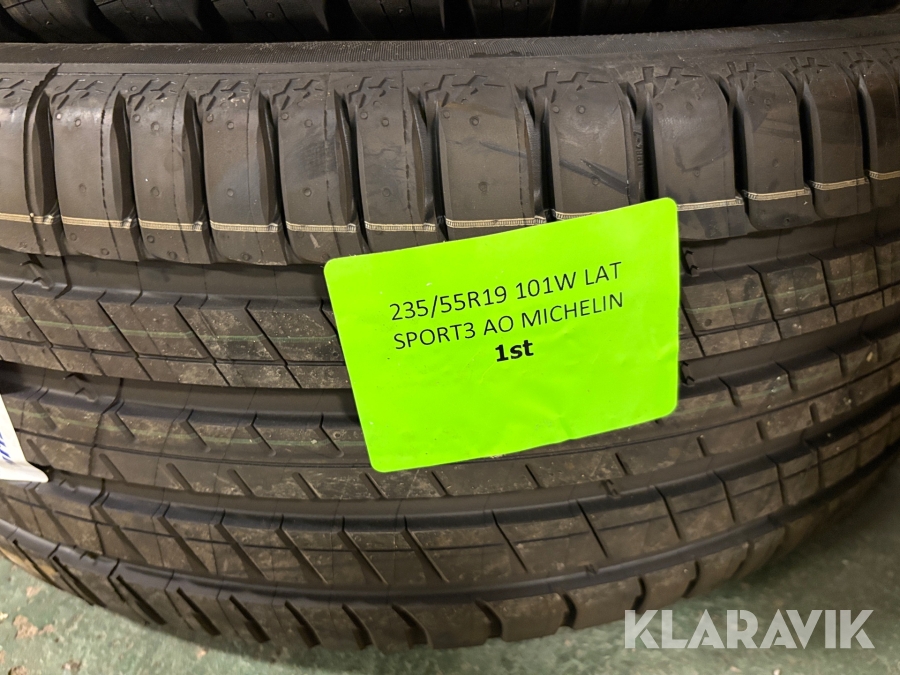 235/55R19 101W LAT
SPORT3 AO MICHELIN
1st
KLARAVIK